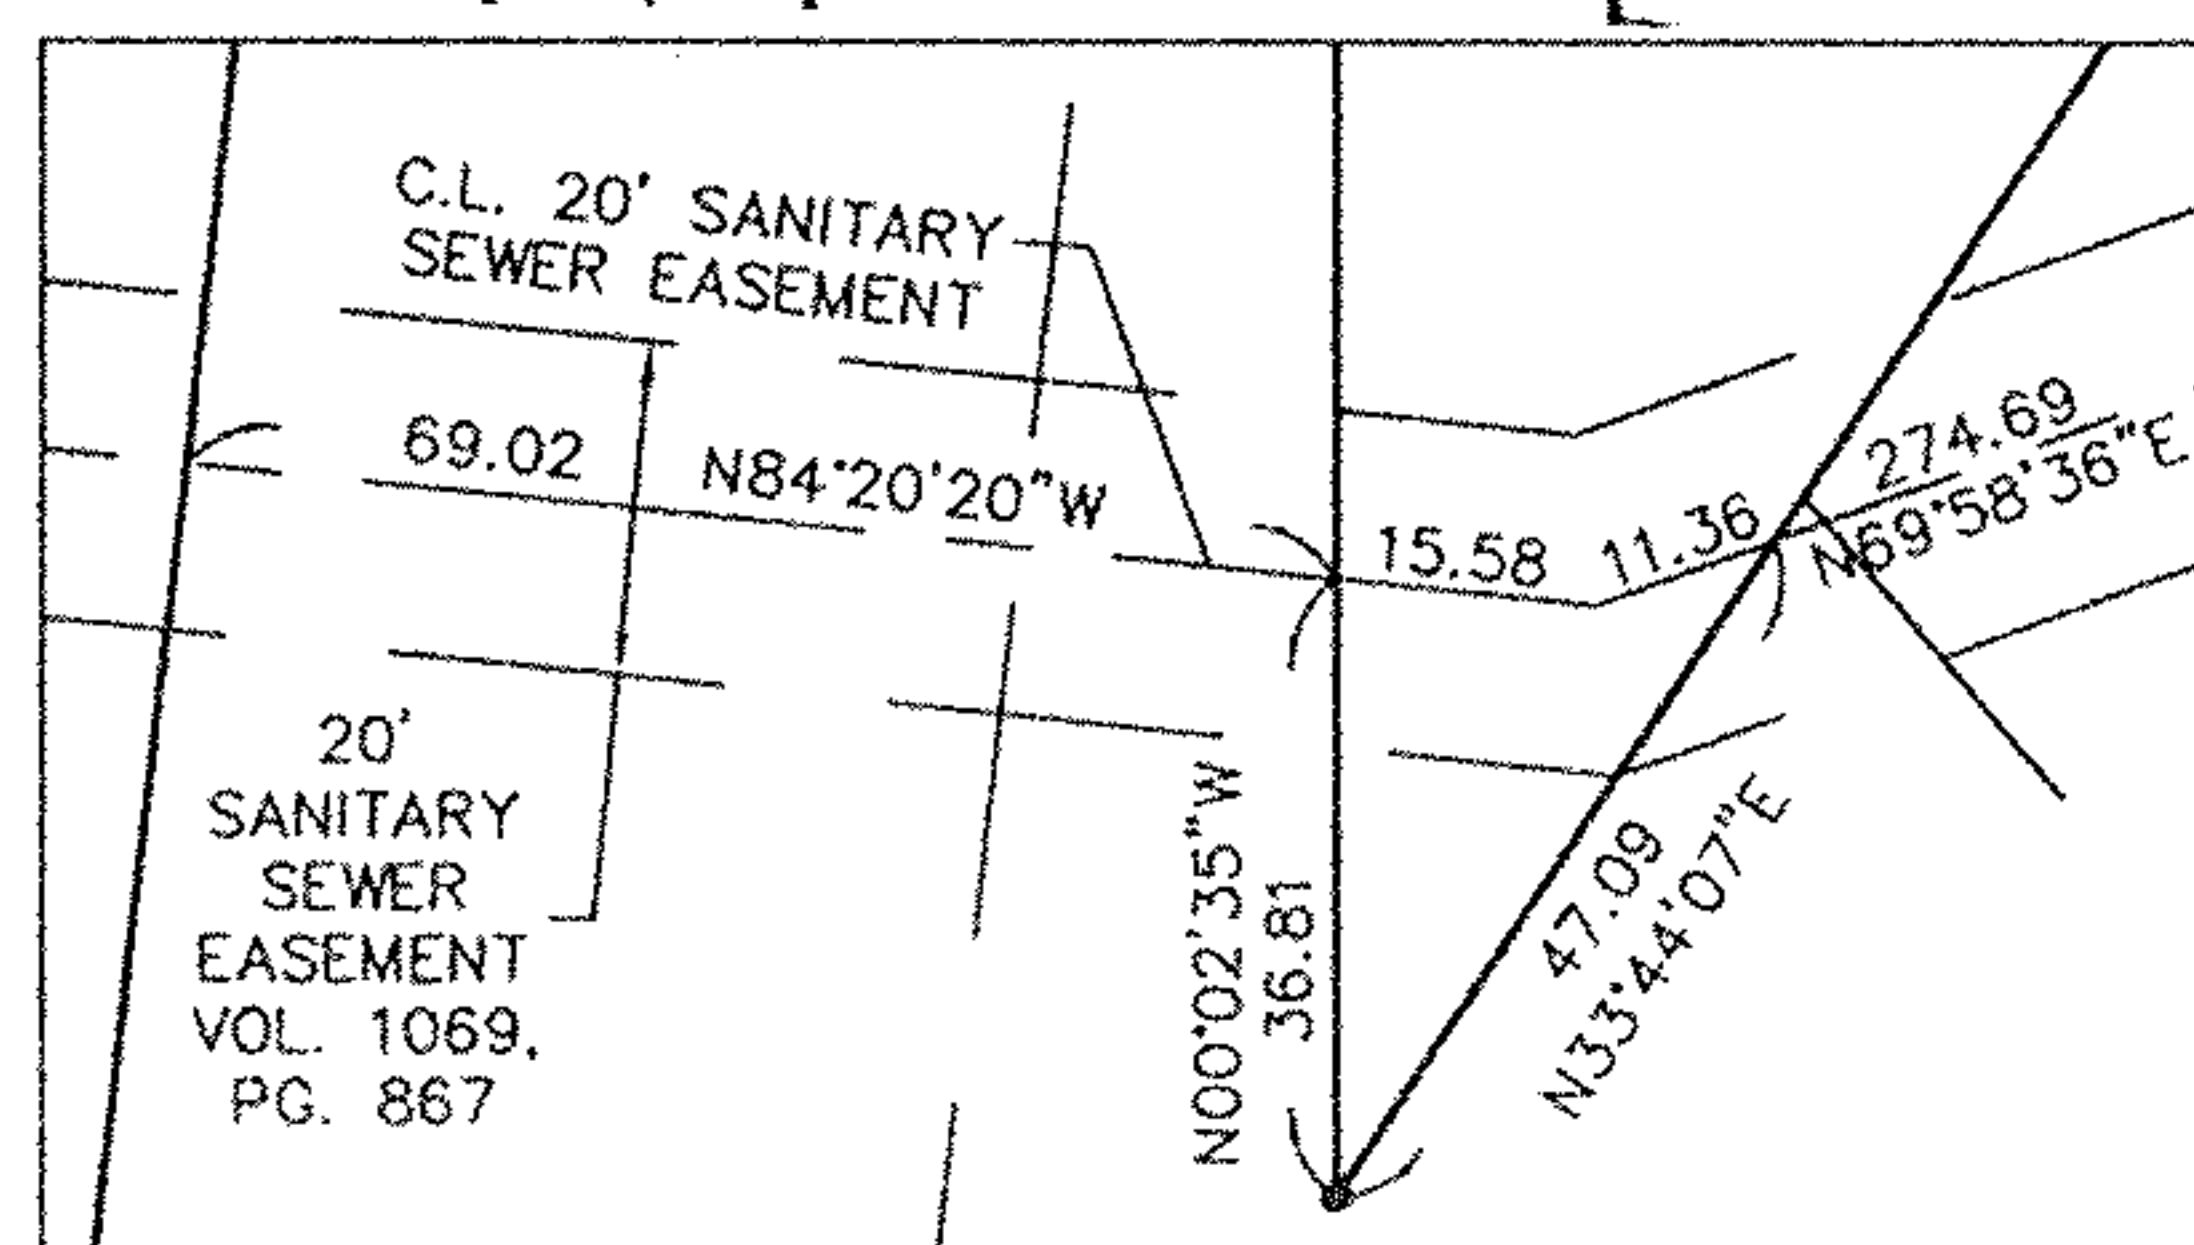 C.L. 20' SANITARY
SEWER EASEMENT
69.02
N84°20'20"W
15.58
11.36
274.69
N69°58'36"E
20'
SANITARY
SEWER
EASEMENT
VOL. 1069,
PG. 867
N00°02'35"W
36.81
47.09
N33°44'07"E